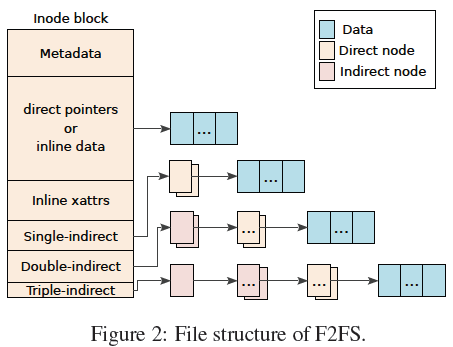 Inode block
Metadata
direct pointers
or
inline data
Inline xattrs
Single-indirect
Double-indirect
Triple-indirect
Data
Direct node
Indirect node
...
...
...
...
...
...
...
Figure 2: File structure of F2FS.